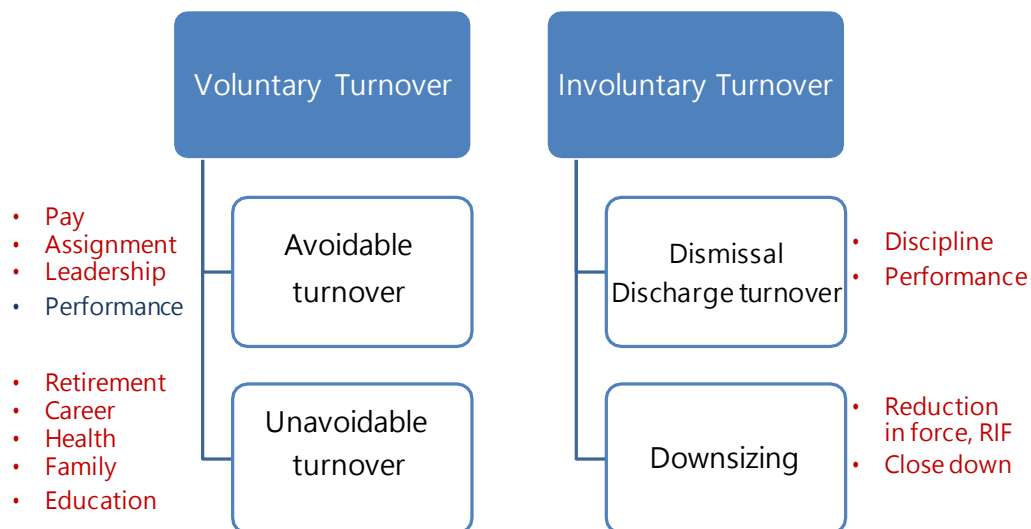 Voluntary Turnover
• Pay
• Assignment
• Leadership
• Performance
Avoidable
turnover
• Retirement
• Career
• Health
• Family
• Education
Unavoidable
turnover
Involuntary Turnover
Dismissal
Discharge turnover
• Discipline
• Performance
Downsizing
• Reduction
in force, RIF
• Close down